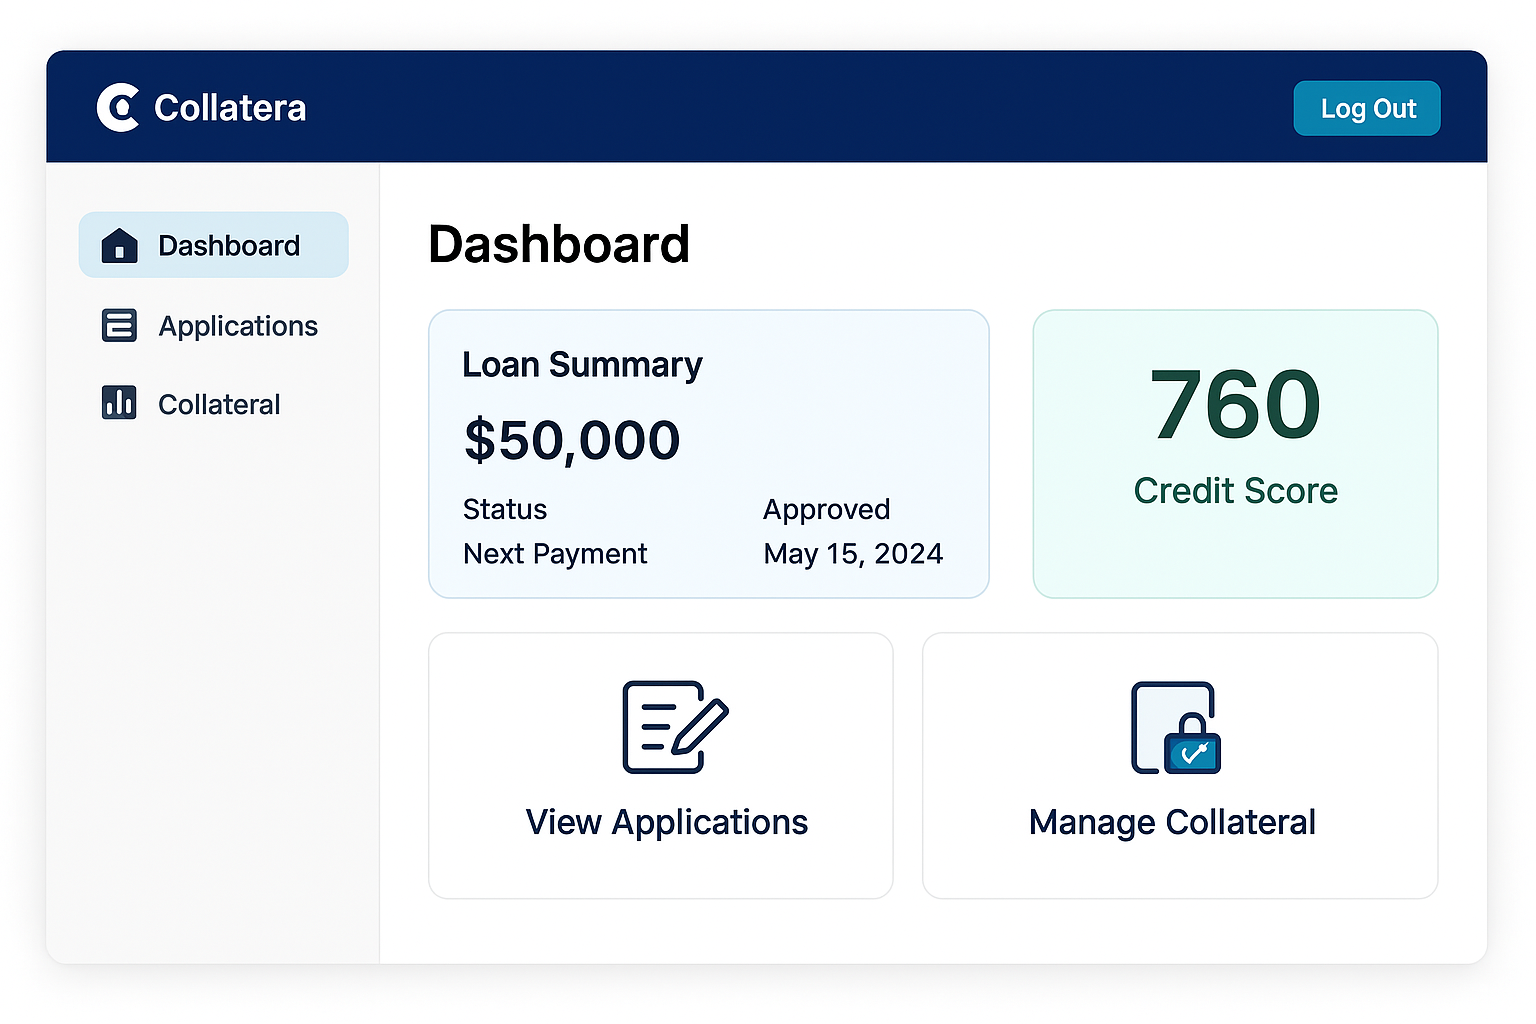 Collatera
Log Out
Dashboard
Applications
Collateral
Dashboard
Loan Summary
$50,000
Status Approved
Next Payment May 15, 2024
760
Credit Score
View Applications
Manage Collateral